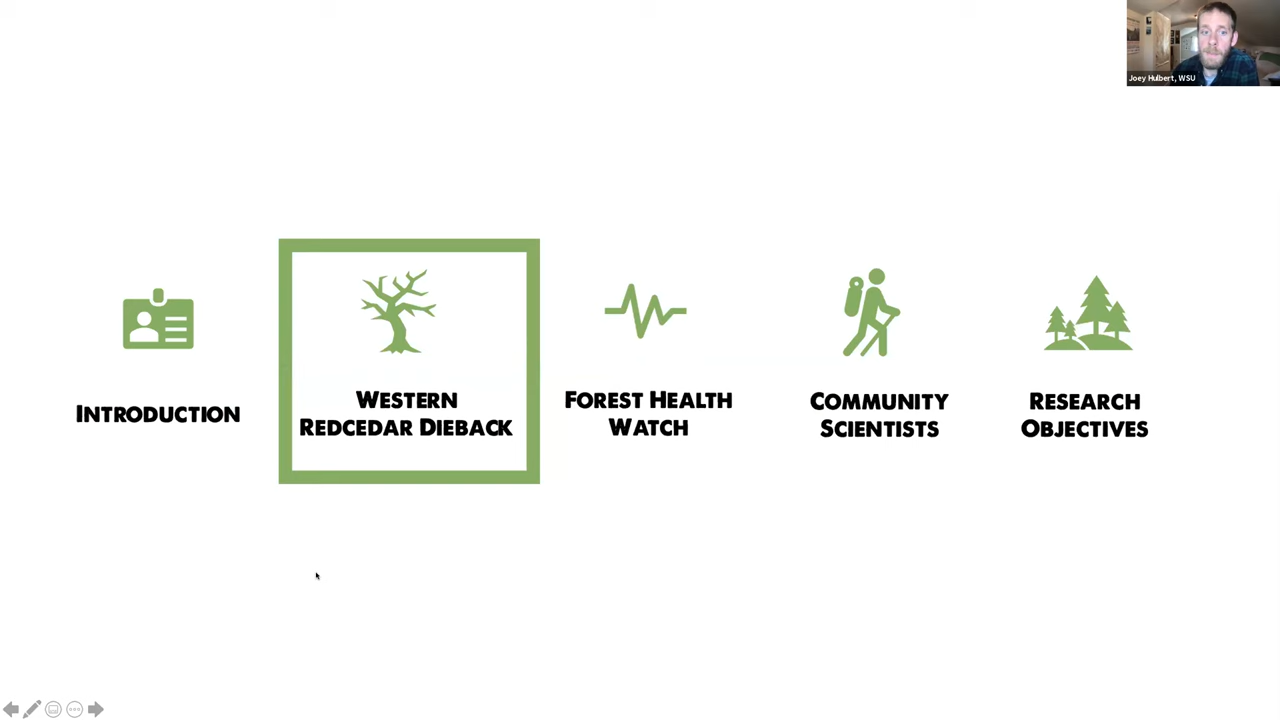 Joey Hulbert, WSU
INTRODUCTION
WESTERN
REDCEDAR DIEBACK
FOREST HEALTH
WATCH
COMMUNITY
SCIENTISTS
RESEARCH
OBJECTIVES